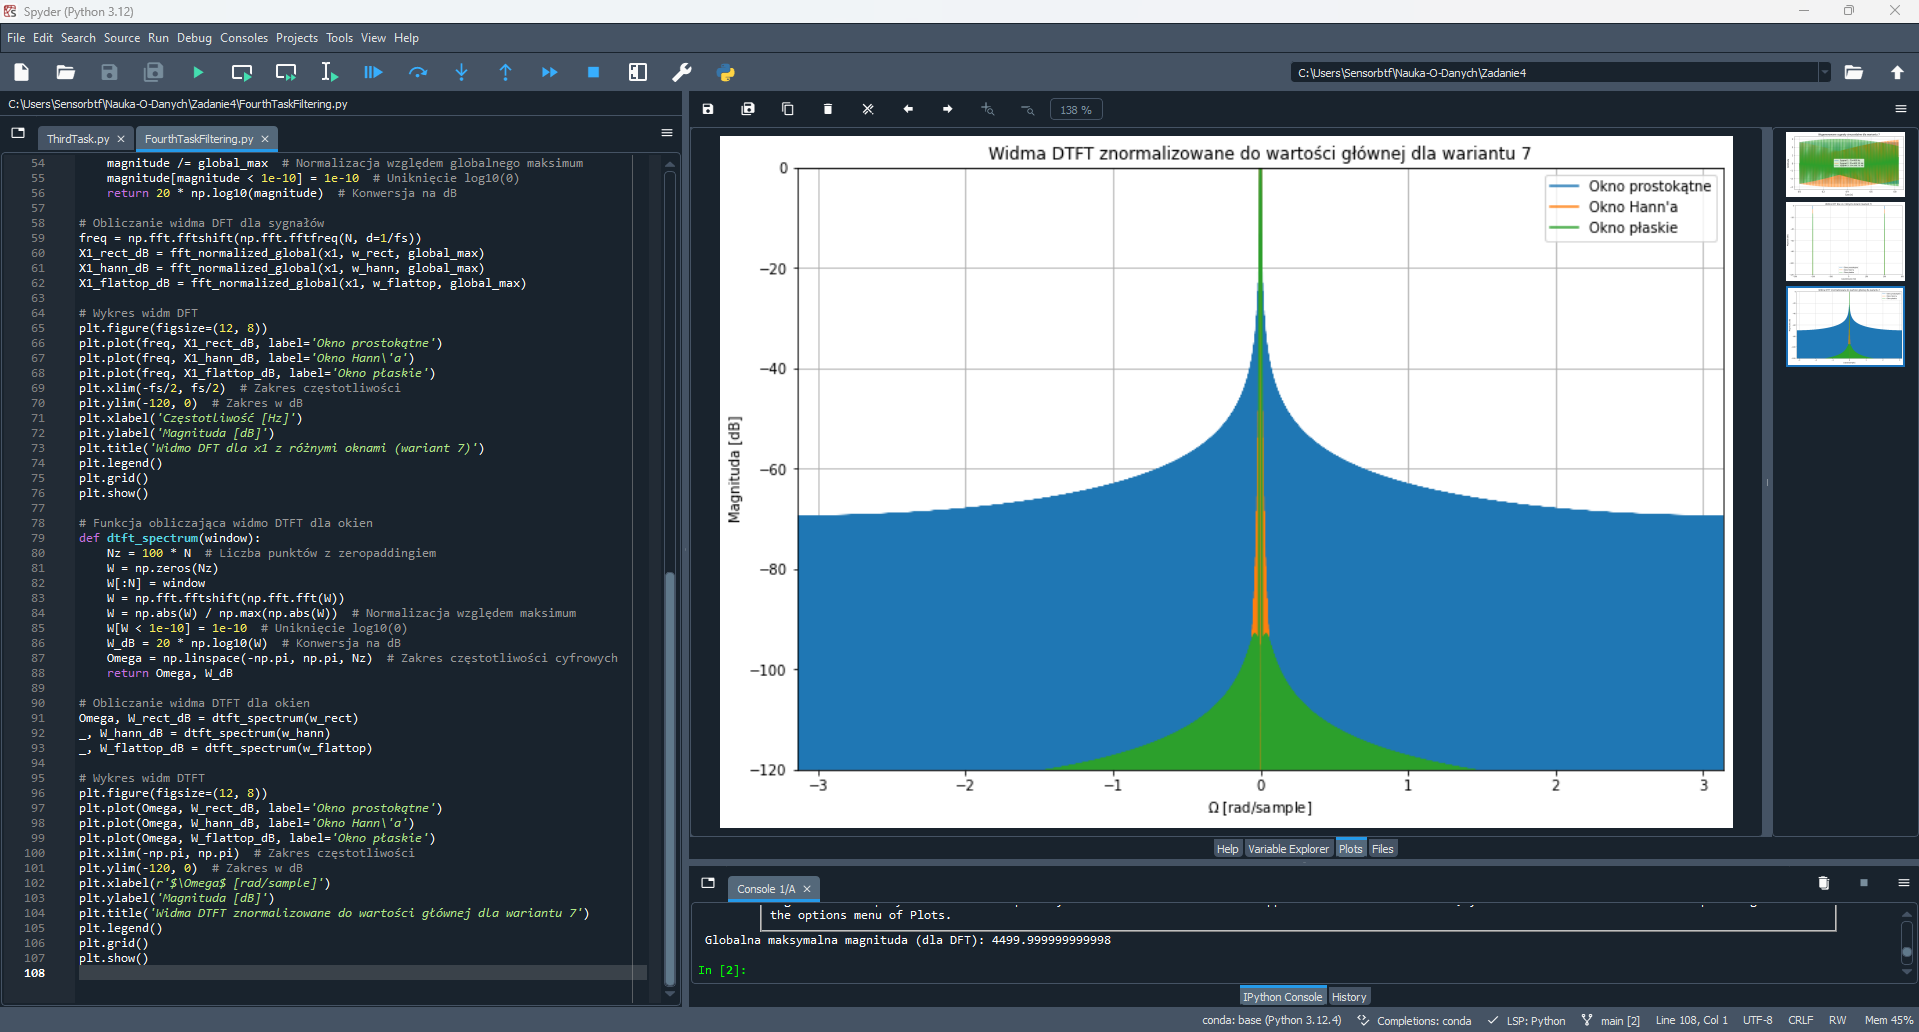 Spyder (Python 3.12)
File Edit Search Source Run Debug Consoles Projects Tools View Help
C:\Users\Sensorbtf\Nauka-O-Danych\Zadanie4
C:\Users\Sensorbtf\Nauka-O-Danych\Zadanie4\FourthTaskFiltering.py
ThirdTask.py
FourthTaskFiltering.py
54 magnitude /= global_max # Normalizacja względem globalnego maksimum
55 magnitude[magnitude < 1e-10] = 1e-10 # Uniknięcie log10(0)
56 return 20 * np.log10(magnitude) # Konwersja na dB
57
58 # Obliczanie widma DFT dla sygnałów
59 freq = np.fft.fftshift(np.fft.fftfreq(N, d=1/fs))
60 X1_rect_dB = fft_normalized_global(x1, w_rect, global_max)
61 X1_hann_dB = fft_normalized_global(x1, w_hann, global_max)
62 X1_flattop_dB = fft_normalized_global(x1, w_flattop, global_max)
63
64 # Wykres widm DFT
65 plt.figure(figsize=(12, 8))
66 plt.plot(freq, X1_rect_dB, label='Okno prostokątne')
67 plt.plot(freq, X1_hann_dB, label='Okno Hann\'a')
68 plt.plot(freq, X1_flattop_dB, label='Okno płaskie')
69 plt.xlim(-fs/2, fs/2) # Zakres częstotliwości
70 plt.ylim(-120, 0) # Zakres w dB
71 plt.xlabel('Częstotliwość [Hz]')
72 plt.ylabel('Magnituda [dB]')
73 plt.title('Widmo DFT dla x1 z różnymi oknami (wariant 7)')
74 plt.legend()
75 plt.grid()
76 plt.show()
77
78 # Funkcja obliczająca widmo DTFT dla okien
79 def dtft_spectrum(window):
80 Nz = 100 * N # Liczba punktów z zeropaddingiem
81 W = np.zeros(Nz)
82 W[:N] = window
83 W = np.fft.fftshift(np.fft.fft(W))
84 W = np.abs(W) / np.max(np.abs(W)) # Normalizacja względem maksimum
85 W[W < 1e-10] = 1e-10 # Uniknięcie log10(0)
86 W_dB = 20 * np.log10(W) # Konwersja na dB
87 Omega = np.linspace(-np.pi, np.pi, Nz) # Zakres częstotliwości cyfrowych
88 return Omega, W_dB
89
90 # Obliczanie widma DTFT dla okien
91 Omega, W_rect_dB = dtft_spectrum(w_rect)
92 _, W_hann_dB = dtft_spectrum(w_hann)
93 _, W_flattop_dB = dtft_spectrum(w_flattop)
94
95 # Wykres widm DTFT
96 plt.figure(figsize=(12, 8))
97 plt.plot(Omega, W_rect_dB, label='Okno prostokątne')
98 plt.plot(Omega, W_hann_dB, label='Okno Hann\'a')
99 plt.plot(Omega, W_flattop_dB, label='Okno płaskie')
100 plt.xlim(-np.pi, np.pi) # Zakres częstotliwości
101 plt.ylim(-120, 0) # Zakres w dB
102 plt.xlabel(r'$\Omega$ [rad/sample]')
103 plt.ylabel('Magnituda [dB]')
104 plt.title('Widma DTFT znormalizowane do wartości głównej dla wariantu 7')
105 plt.legend()
106 plt.grid()
107 plt.show()
108
138 %
Widma DTFT znormalizowane do wartości głównej dla wariantu 7
Okno prostokątne
Okno Hann'a
Okno płaskie
0
−20
−40
−60
−80
−100
−120
Magnituda [dB]
−3 −2 −1 0 1 2 3
Ω [rad/sample]
Help Variable Explorer Plots Files
Console 1/A
the options menu of Plots.
Globalna maksymalna magnituda (dla DFT): 4499.999999999998
In [2]:
IPython Console History
conda: base (Python 3.12.4) Completions: conda LSP: Python main [2] Line 108, Col 1 UTF-8 CRLF RW Mem 45%